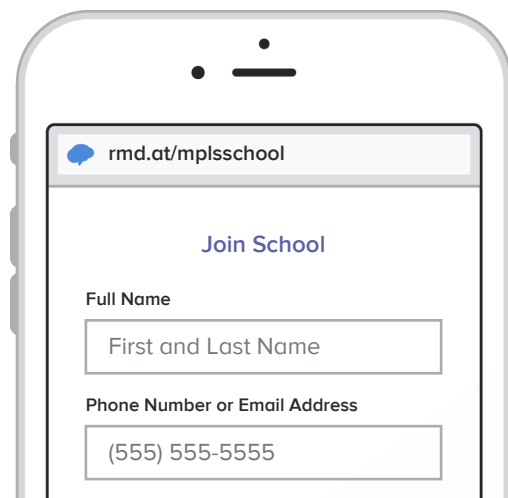 rmd.at/mplsschool
Join School
Full Name
First and Last Name
Phone Number or Email Address
(555) 555-5555